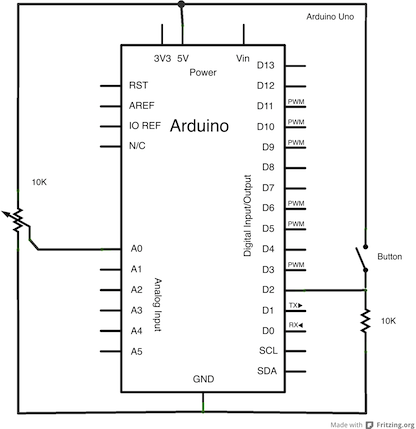 Arduino Uno
3V3 5V Vin
Power
D13
RST
D12
AREF
D11 PWM
IO REF
Arduino
D10 PWM
N/C
D9 PWM
D8
D7
10K
D6 PWM
D5 PWM
Digital Input/Output
A0
D4
Button
A1
D3 PWM
A2
D2
Analog Input
A3
D1 TX▶
10K
A4
D0 RX◀
A5
SCL
SDA
GND
Made with Fritzing.org